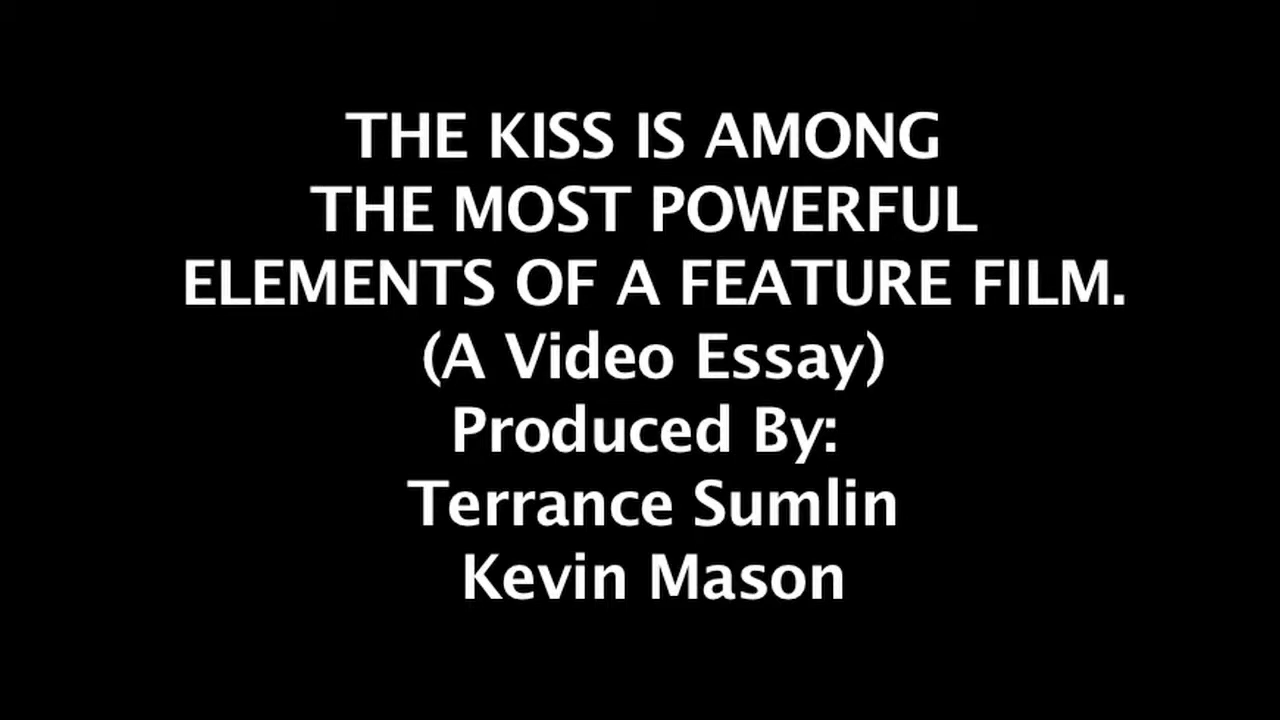 THE KISS IS AMONG
THE MOST POWERFUL
ELEMENTS OF A FEATURE FILM.
(A Video Essay)
Produced By:
Terrance Sumlin
Kevin Mason